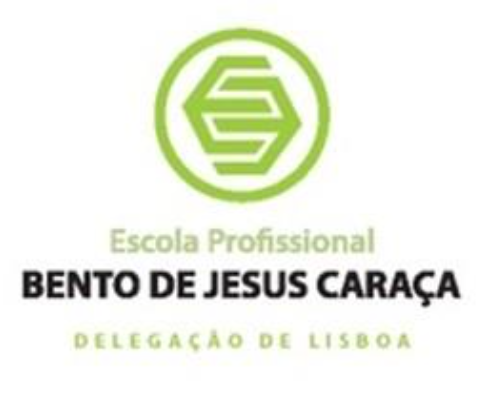 Escola Profissional
BENTO DE JESUS CARAÇA
DELEGAÇÃO DE LISBOA